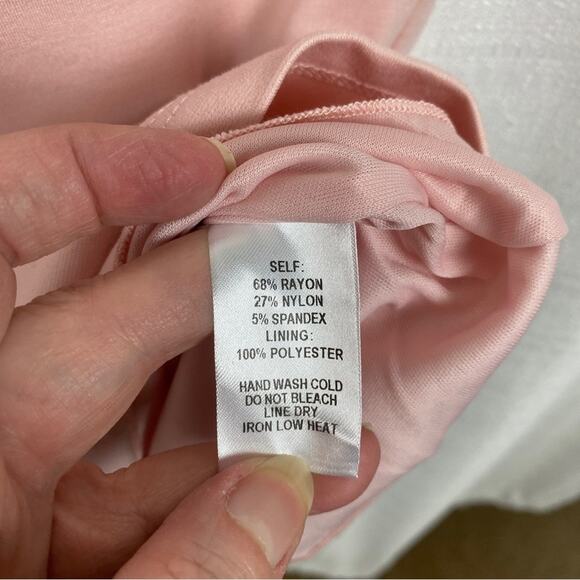 SELF:
68% RAYON
27% NYLON
5% SPANDEX
LINING:
100% POLYESTER
HAND WASH COLD
DO NOT BLEACH
LINE DRY
IRON LOW HEAT